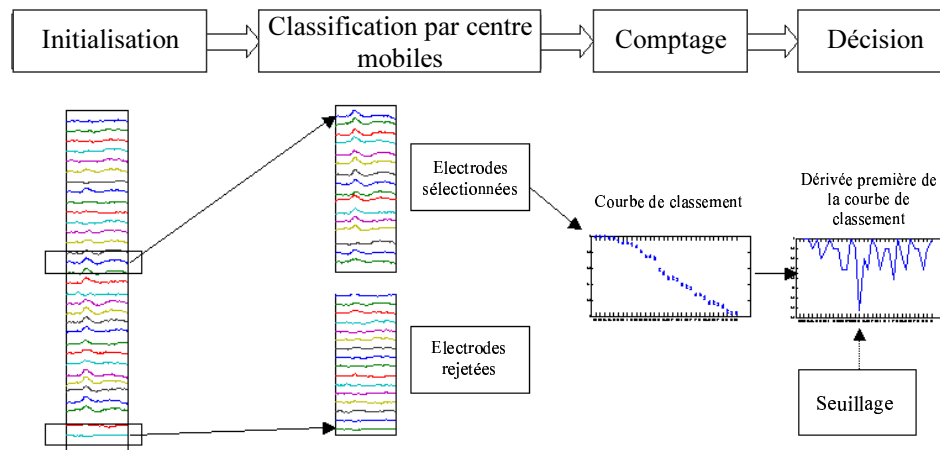 Initialisation
Classification par centre
mobiles
Comptage
Décision
Electrodes
sélectionnées
Courbe de classement
Dérivée première de
la courbe de
classement
Electrodes
rejetées
Seuillage